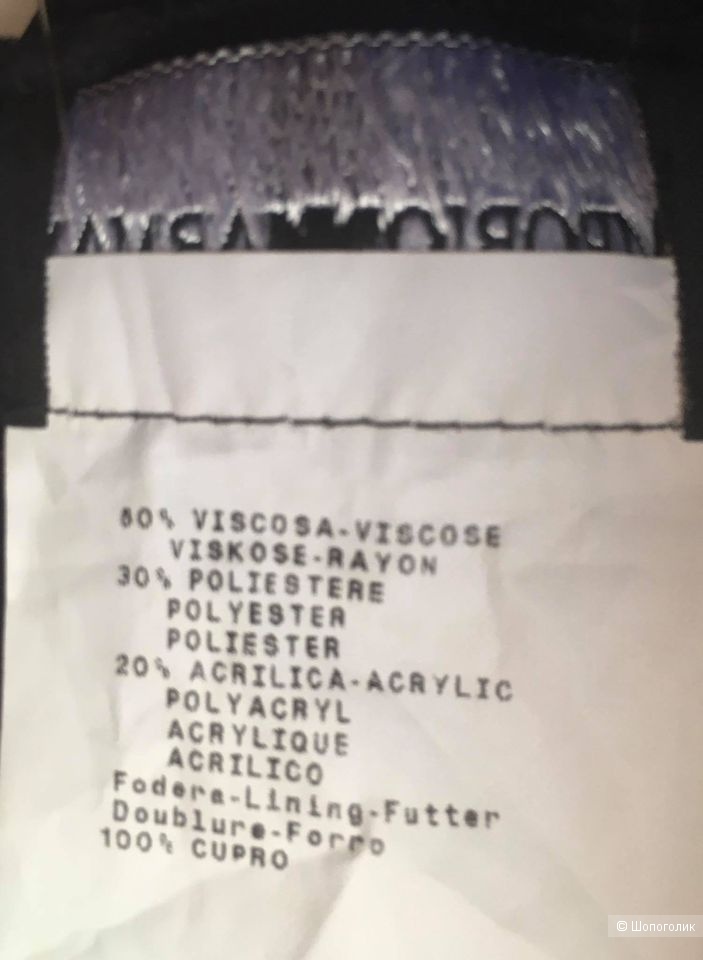 50% VISCOSA-VISCOSE
VISKOSE-RAYON
30% POLIESTERE
POLYESTER
POLIESTER
20% ACRILICA-ACRYLIC
POLYACRYL
ACRYLIQUE
ACRILICO
Fodera-Lining-Futter
Doublure-Forro
100% CUPRO
© Шопоголик